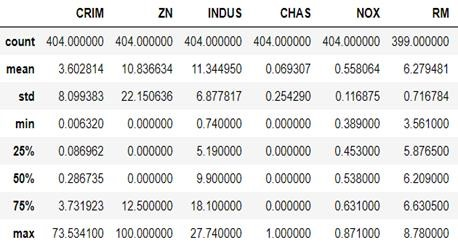 CRIM ZN INDUS CHAS NOX RM
count 404.000000 404.000000 404.000000 404.000000 404.000000 399.000000
mean 3.602814 10.836634 11.344950 0.069307 0.558064 6.279481
std 8.099383 22.150636 6.877817 0.254290 0.116875 0.716784
min 0.006320 0.000000 0.740000 0.000000 0.389000 3.561000
25% 0.086962 0.000000 5.190000 0.000000 0.453000 5.876500
50% 0.286735 0.000000 9.900000 0.000000 0.538000 6.209000
75% 3.731923 12.500000 18.100000 0.000000 0.631000 6.630500
max 73.534100 100.000000 27.740000 1.000000 0.871000 8.780000